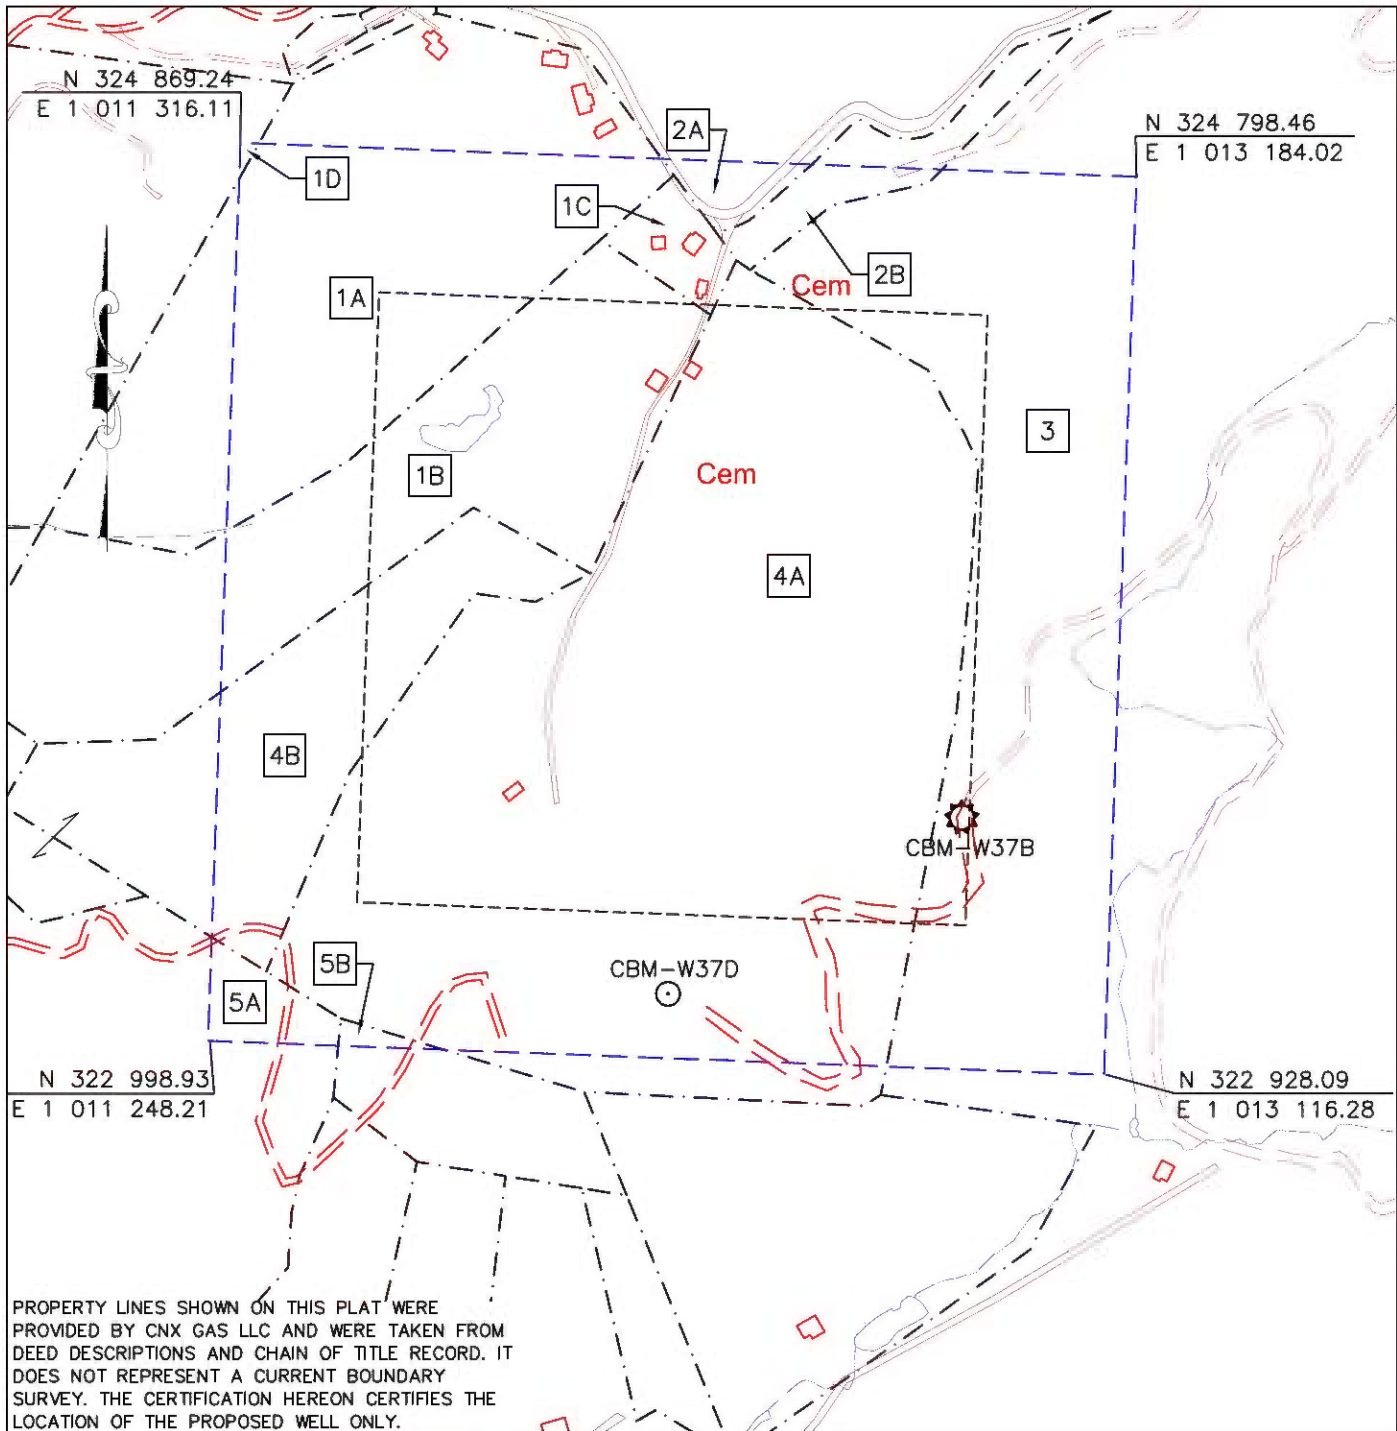 N 324 869.24
E 1 011 316.11
2A
N 324 798.46
E 1 013 184.02
1D
1C
2B
Cem
1A
3
1B
Cem
4A
4B
CBM-W37B
5B
CBM-W37D
5A
N 322 998.93
E 1 011 248.21
N 322 928.09
E 1 013 116.28
PROPERTY LINES SHOWN ON THIS PLAT WERE
PROVIDED BY CNX GAS LLC AND WERE TAKEN FROM
DEED DESCRIPTIONS AND CHAIN OF TITLE RECORD. IT
DOES NOT REPRESENT A CURRENT BOUNDARY
SURVEY. THE CERTIFICATION HEREON CERTIFIES THE
LOCATION OF THE PROPOSED WELL ONLY.